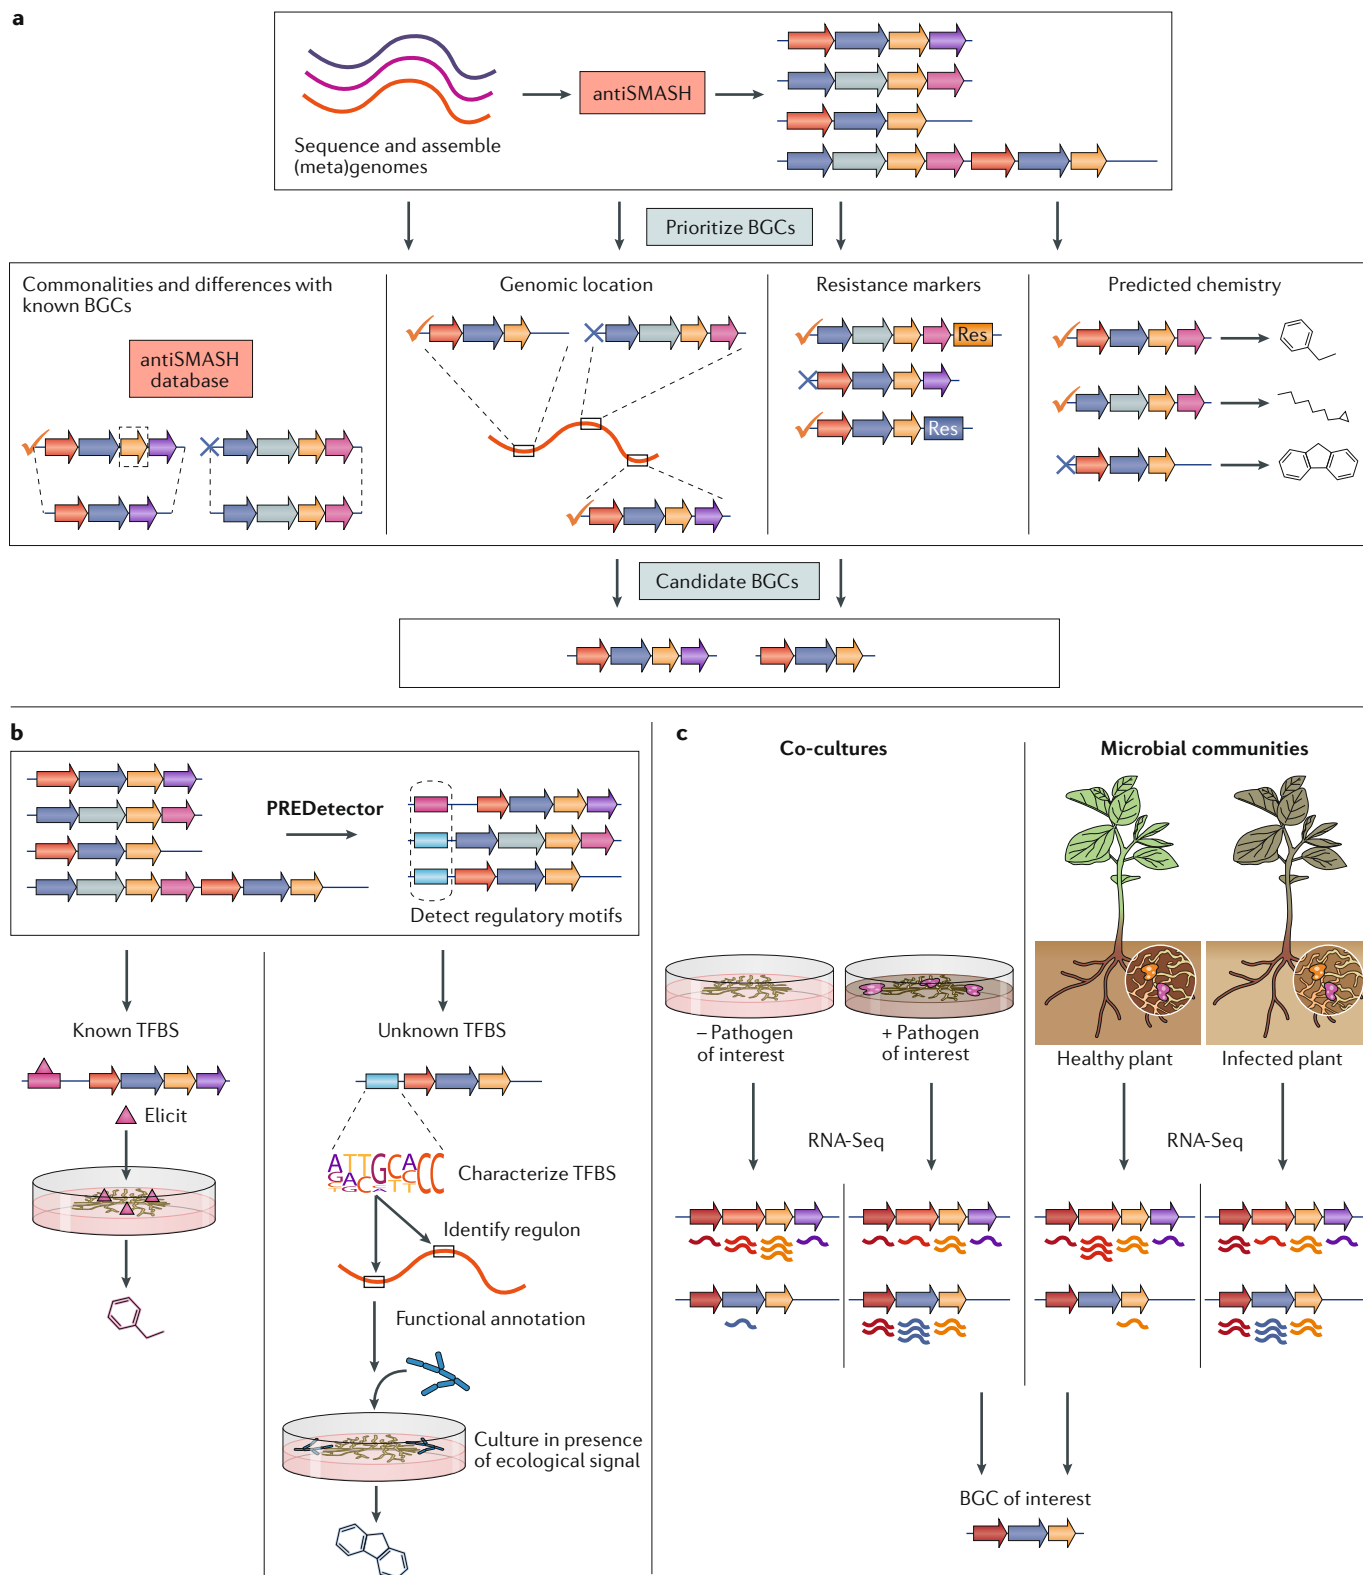 a
Sequence and assemble
(meta)genomes
antiSMASH
Prioritize BGCs
Commonalities and differences with
known BGCs
antiSMASH
database
Genomic location
Resistance markers
Res
Res
Predicted chemistry
Candidate BGCs
b
PREDetector
Detect regulatory motifs
Known TFBS
Elicit
Unknown TFBS
Characterize TFBS
Identify regulon
Functional annotation
Culture in presence
of ecological signal
c
Co-cultures
– Pathogen
of interest
+ Pathogen
of interest
RNA-Seq
Microbial communities
Healthy plant
Infected plant
RNA-Seq
BGC of interest